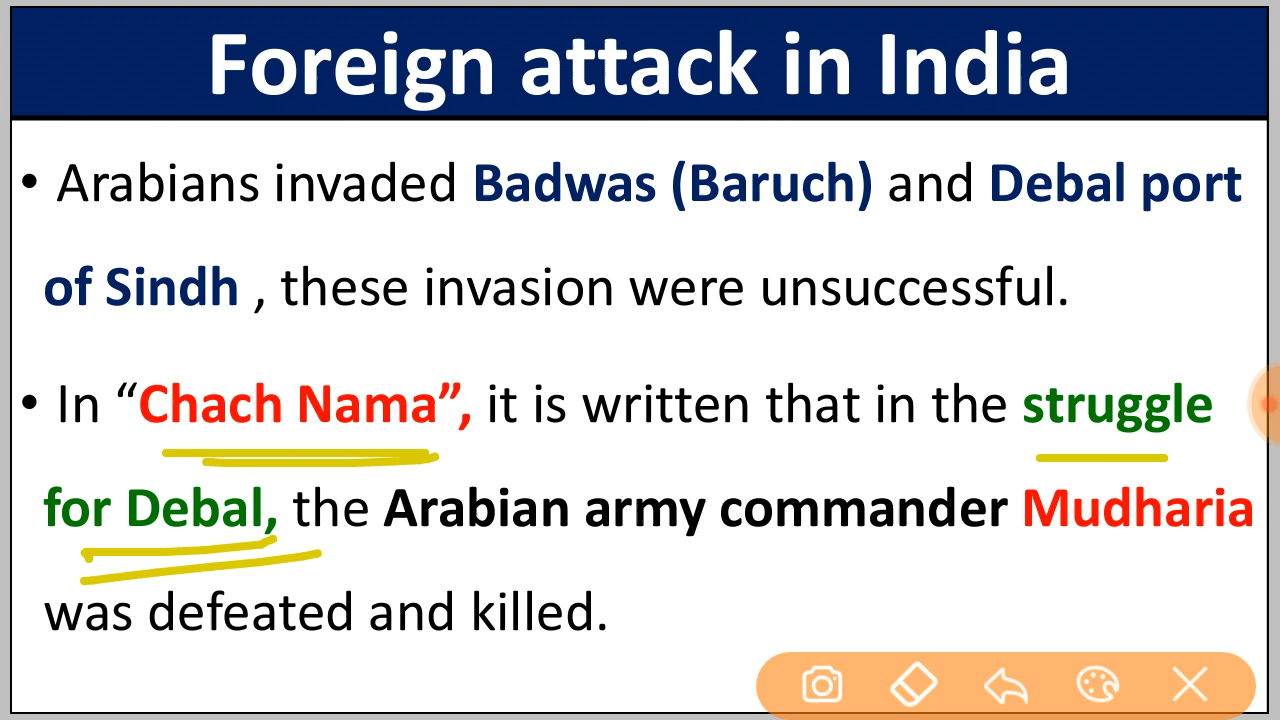 Foreign attack in India
• Arabians invaded Badwas (Baruch) and Debal port
of Sindh , these invasion were unsuccessful.
• In “Chach Nama”, it is written that in the struggle
for Debal, the Arabian army commander Mudharia
was defeated and killed.